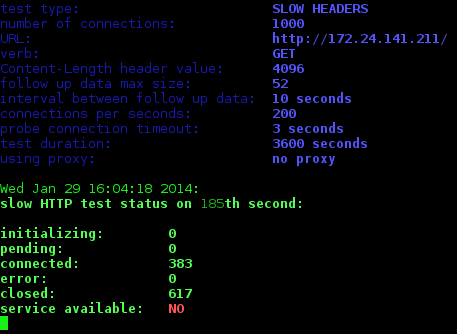 test type: SLOW HEADERS
number of connections: 1000
URL: http://172.24.141.211/
verb: GET
Content-Length header value: 4096
follow up data max size: 52
interval between follow up data: 10 seconds
connections per seconds: 200
probe connection timeout: 3 seconds
test duration: 3600 seconds
using proxy: no proxy
Wed Jan 29 16:04:18 2014:
slow HTTP test status on 185th second:
initializing: 0
pending: 0
connected: 383
error: 0
closed: 617
service available: NO